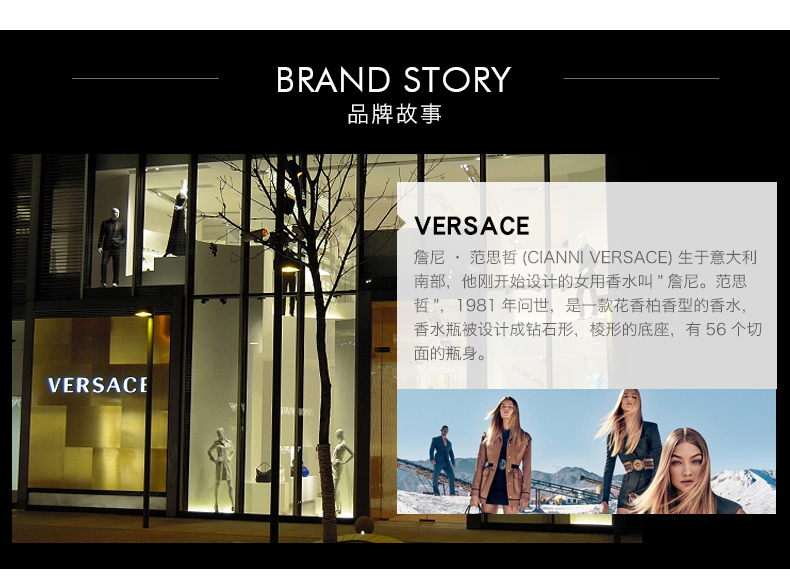 BRAND STORY
品牌故事
VERSACE
VERSACE
詹尼 · 范思哲 (CIANNI VERSACE) 生于意大利
南部，他刚开始设计的女用香水叫 " 詹尼。范思
哲 "，1981 年问世，是一款花香柏香型的香水，
香水瓶被设计成钻石形，棱形的底座，有 56 个切
面的瓶身。